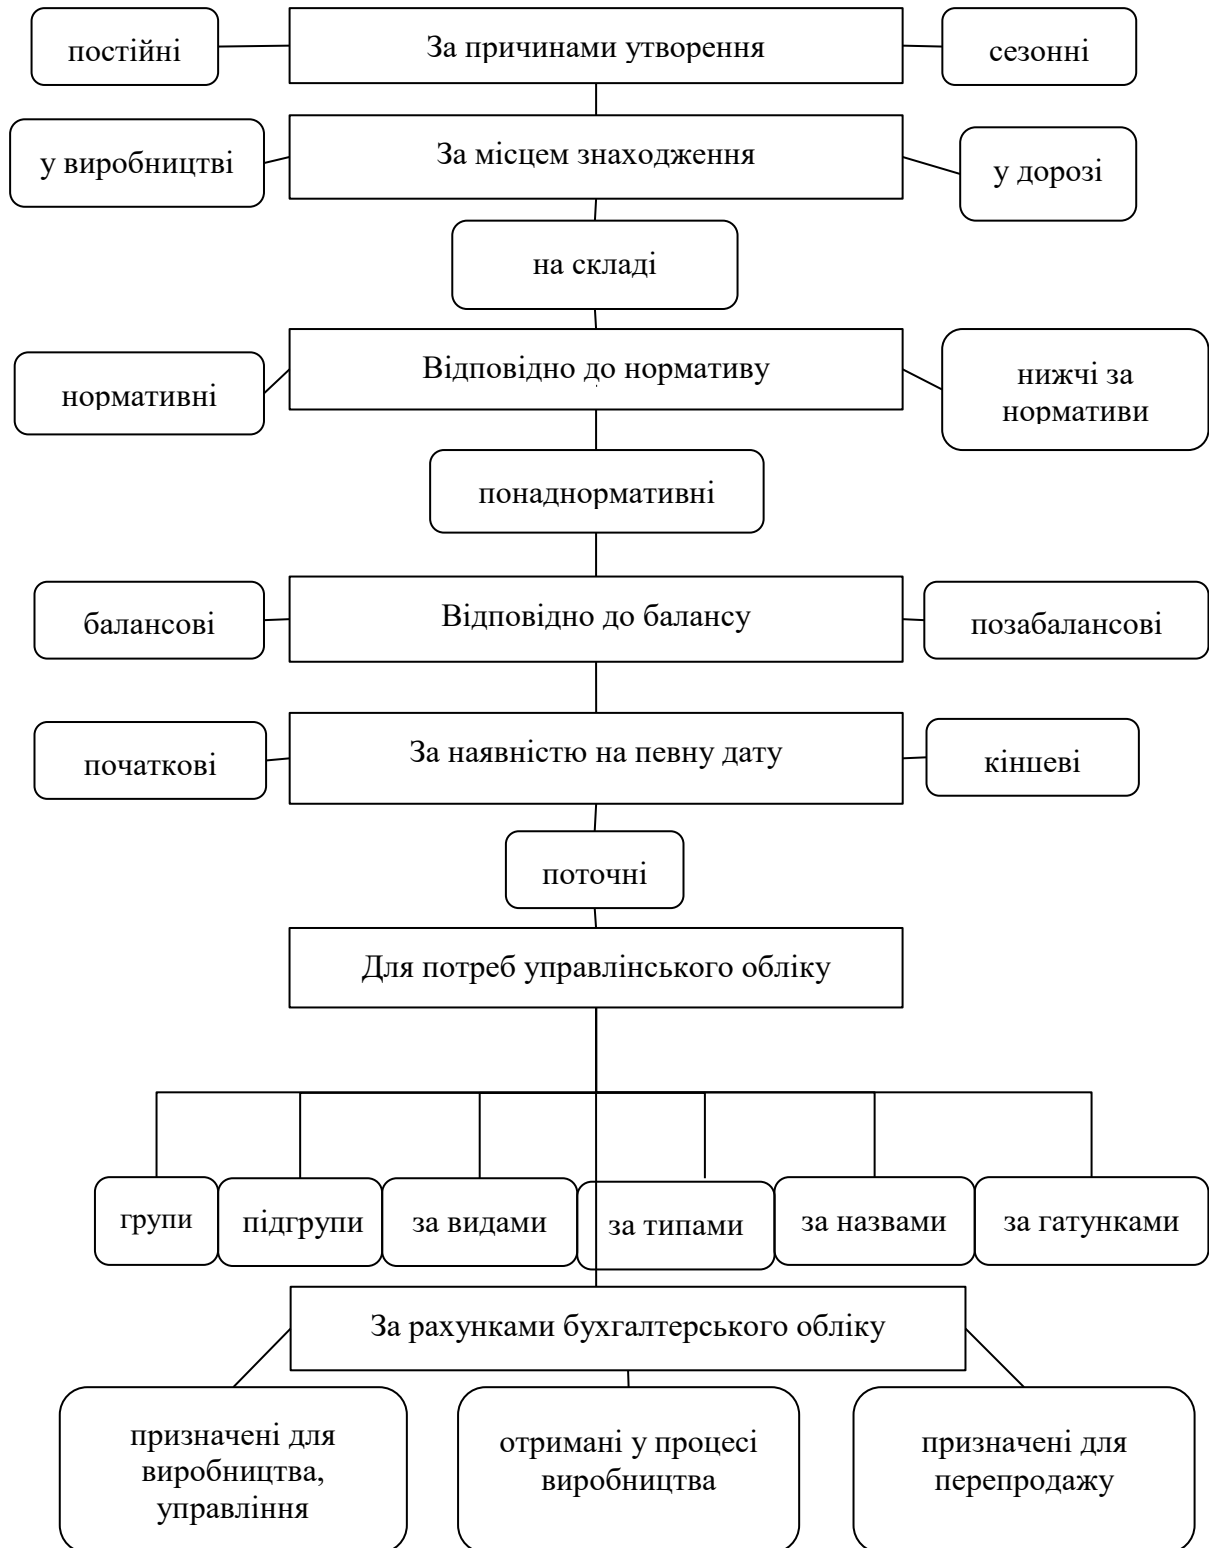 постійні
За причинами утворення
сезонні
у виробництві
За місцем знаходження
у дорозі
на складі
нормативні
Відповідно до нормативу
нижчі за
нормативи
понаднормативні
балансові
Відповідно до балансу
позабалансові
початкові
За наявністю на певну дату
кінцеві
поточні
Для потреб управлінського обліку
групи
підгрупи
за видами
за типами
за назвами
за гатунками
За рахунками бухгалтерського обліку
призначені для
виробництва,
управління
отримані у процесі
виробництва
призначені для
перепродажу